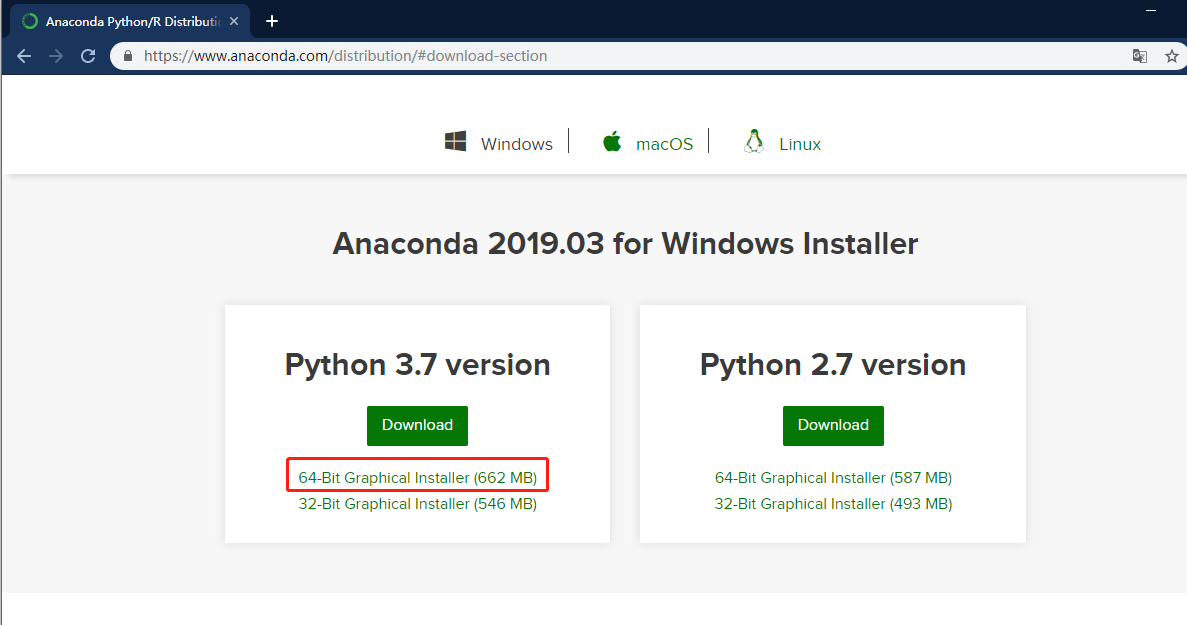 Anaconda Python/R Distributi
https://www.anaconda.com/distribution/#download-section
Windows macOS Linux
Anaconda 2019.03 for Windows Installer
Python 3.7 version
Download
64-Bit Graphical Installer (662 MB)
32-Bit Graphical Installer (546 MB)
Python 2.7 version
Download
64-Bit Graphical Installer (587 MB)
32-Bit Graphical Installer (493 MB)